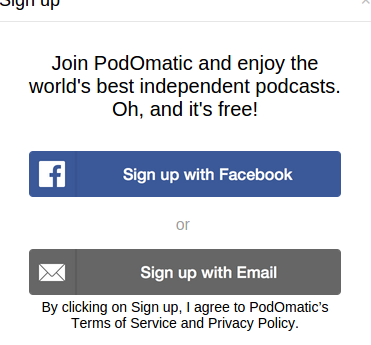 Sign up
Join PodOmatic and enjoy the
world's best independent podcasts.
Oh, and it's free!
Sign up with Facebook
or
Sign up with Email
By clicking on Sign up, I agree to PodOmatic's
Terms of Service and Privacy Policy.